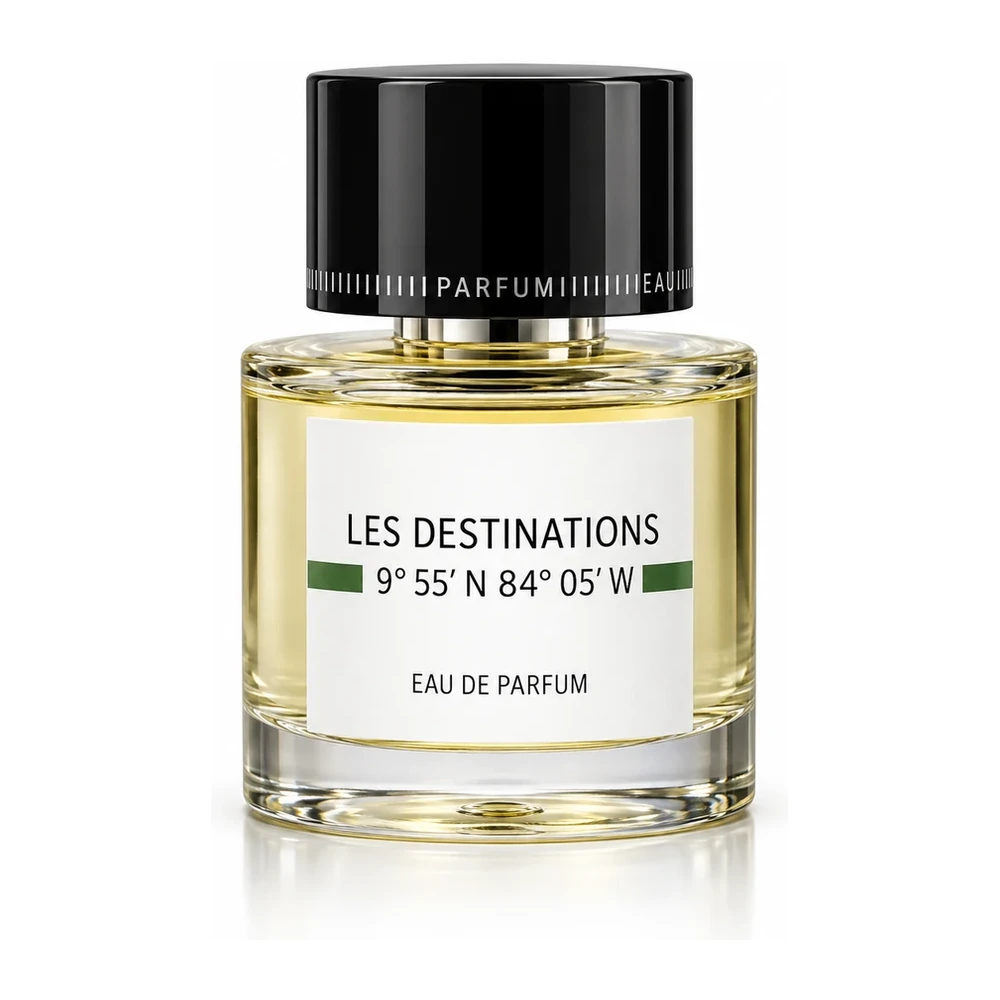 PARFUM EAU
LES DESTINATIONS
9° 55′ N 84° 05′ W
EAU DE PARFUM